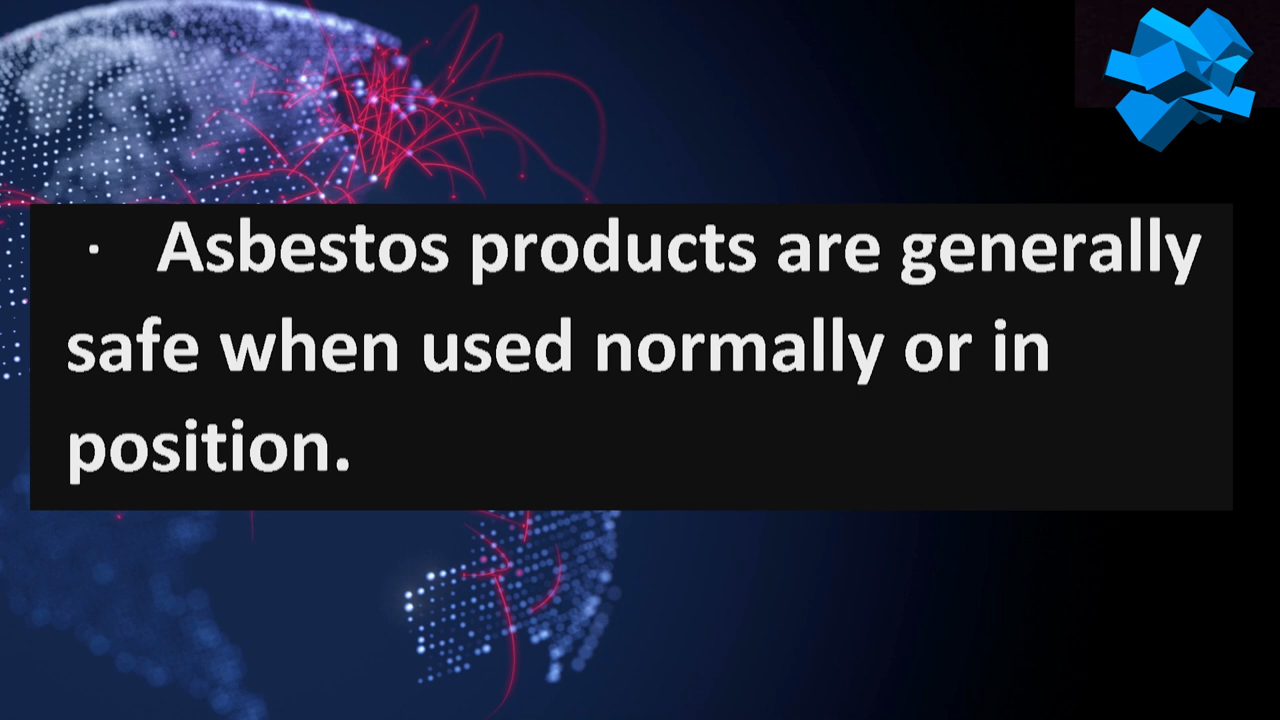 · Asbestos products are generally
safe when used normally or in
position.